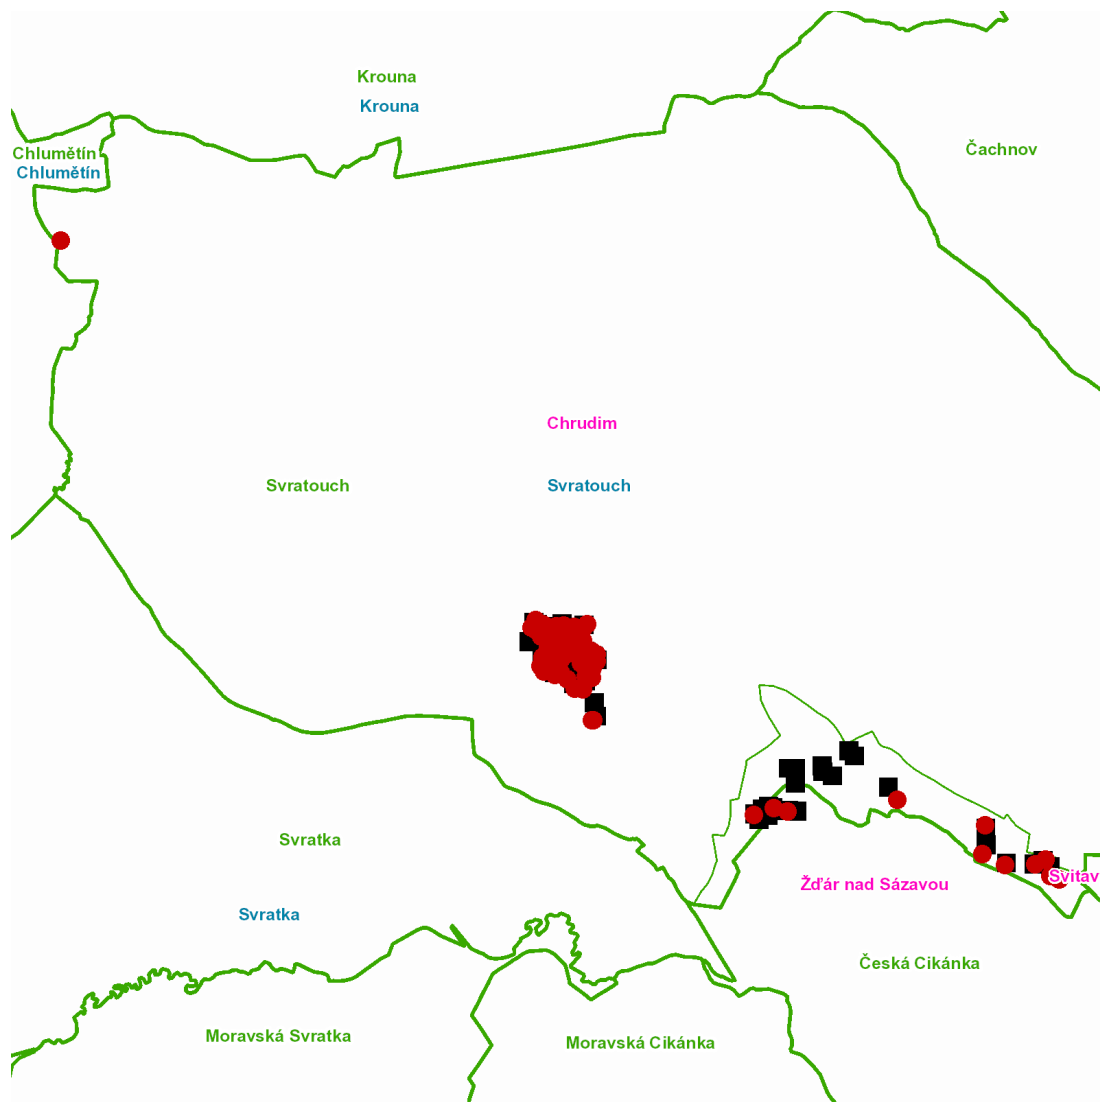 Krouna
Krouna
Čachnov
Chlumětín
Chlumětín
Chrudim
Svratouch
Svratouch
Svratka
Svitav
Žďár nad Sázavou
Svratka
Česká Cikánka
Moravská Svratka
Moravská Cikánka